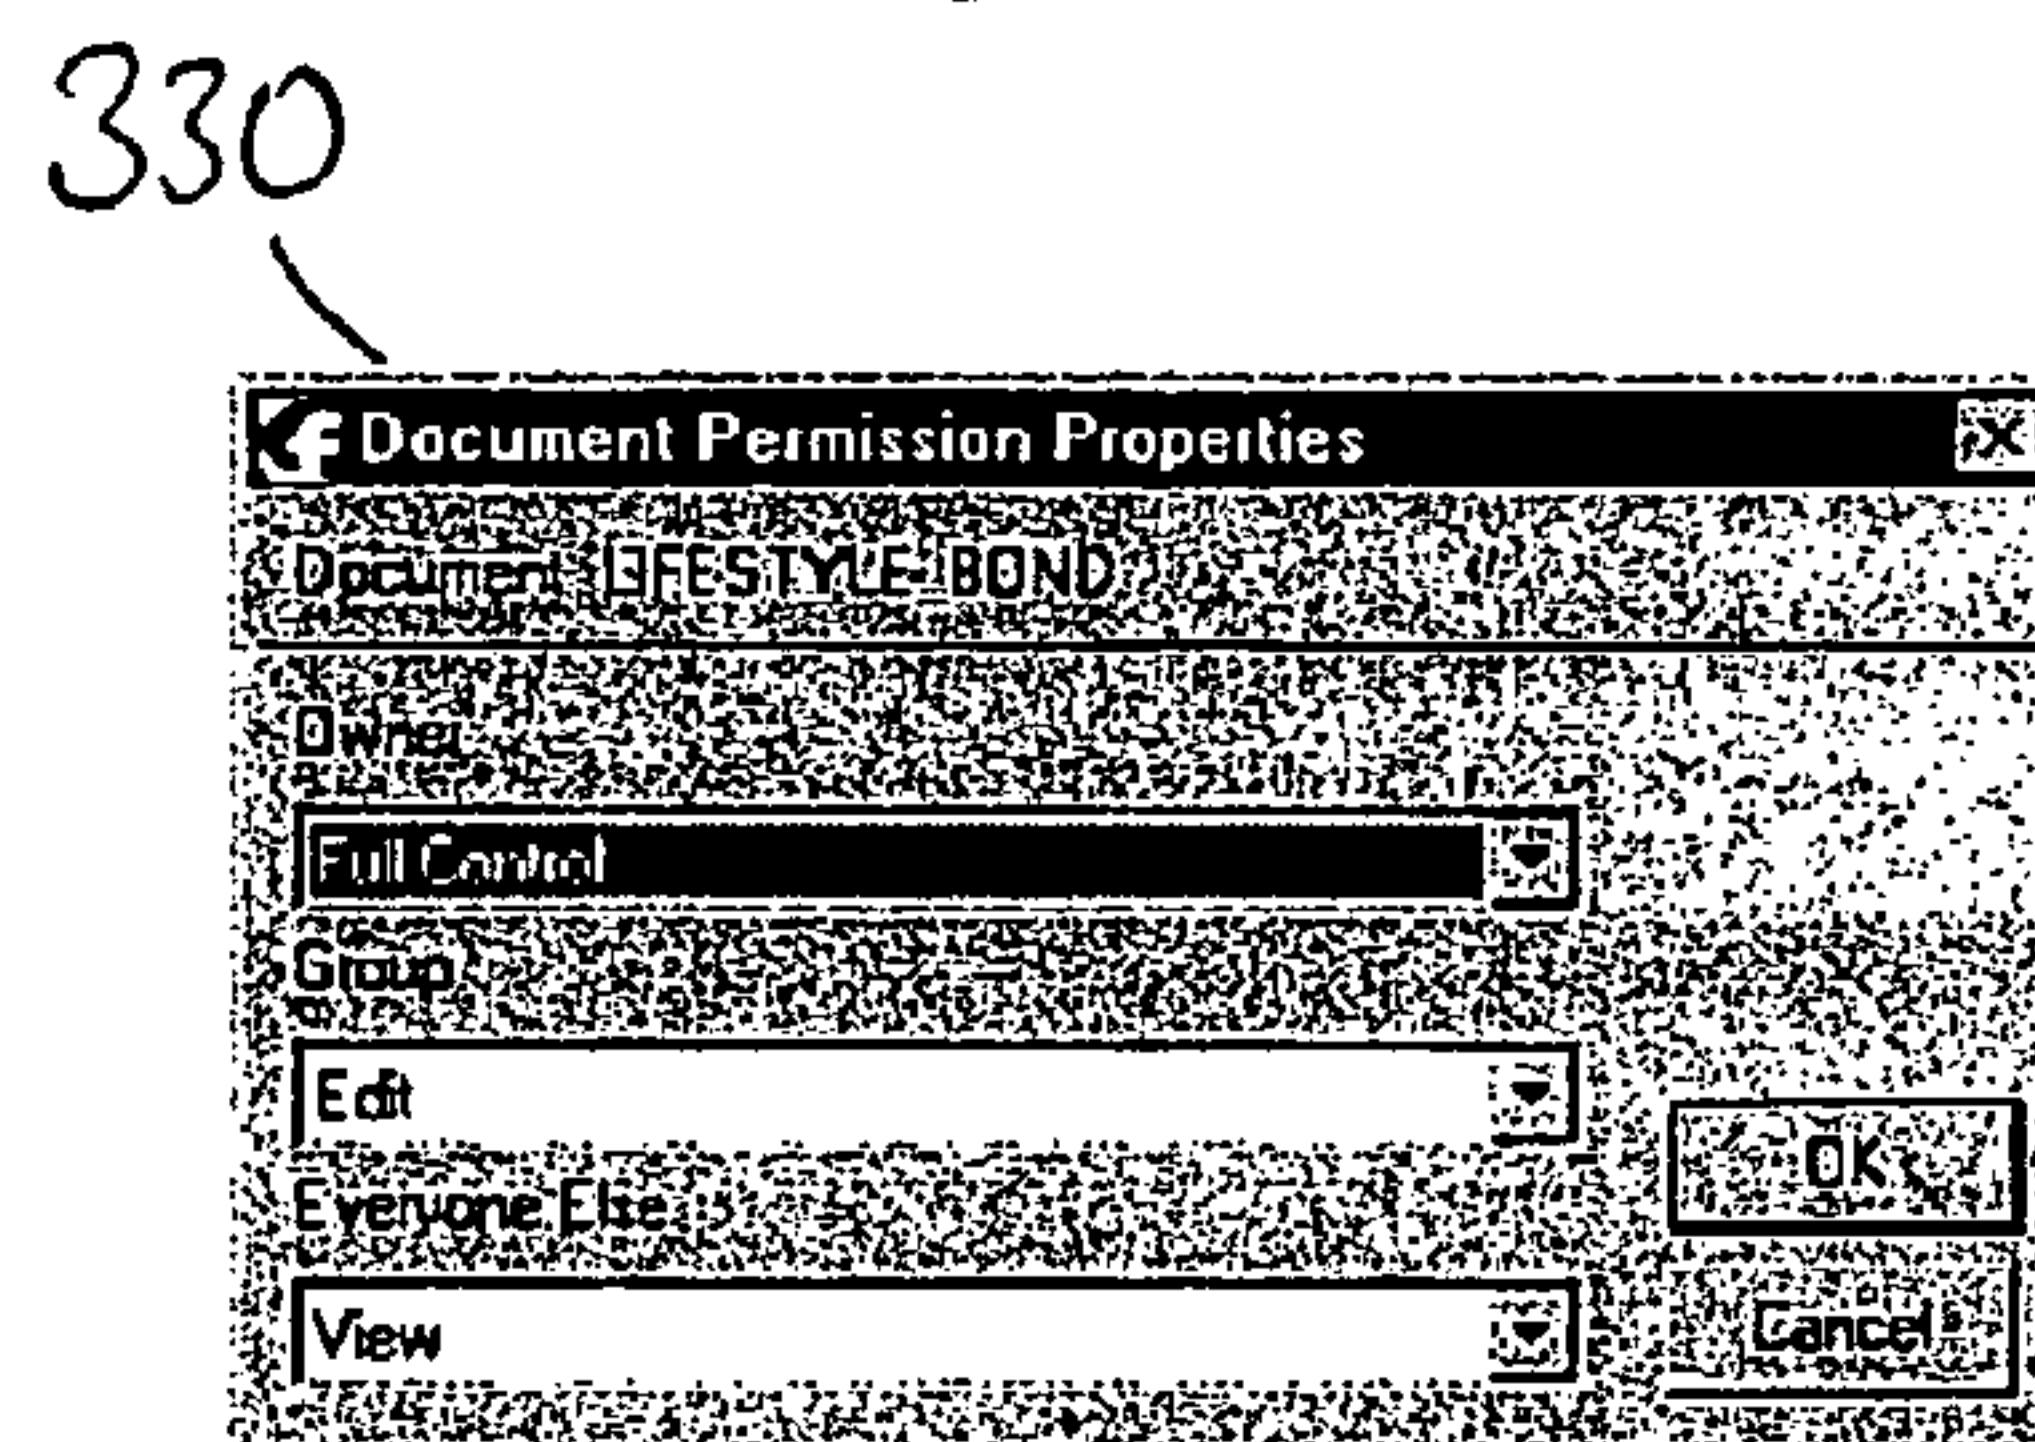 330
Document Permission Properties
Document LIFESTYLE BOND
Owner
Full Control
Group
Edit
OK
Everyone Else
Cancel
View